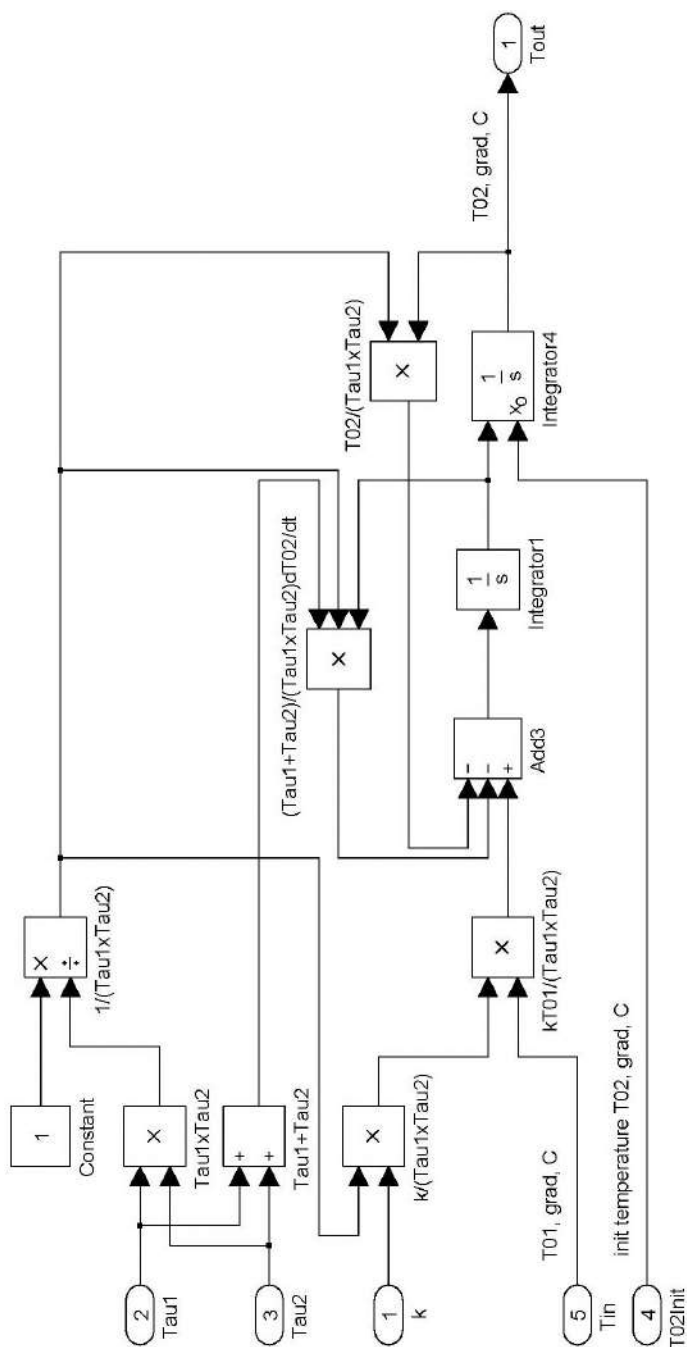 1
Constant
×
÷
1/(Tau1xTau2)
2
Tau1
×
Tau1xTau2
3
Tau2
+
+
Tau1+Tau2
1
k
×
k/(Tau1xTau2)
×
(Tau1+Tau2)/(Tau1xTau2)dT02/dt
×
T02/(Tau1xTau2)
5
Tin
T01, grad, C
×
kT01/(Tau1xTau2)
−
−
+
Add3
1
s
Integrator1
1
s
xo
Integrator4
T02, grad, C
1
Tout
4
T02Init
init temperature T02, grad, C